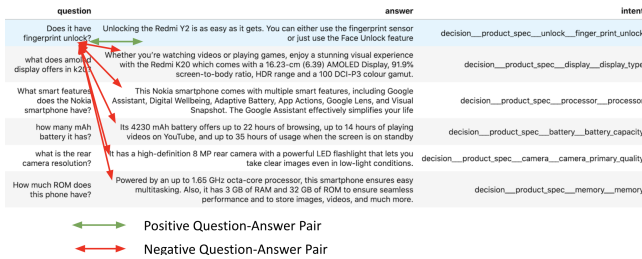 question answer intent
Does it have fingerprint unlock?
Unlocking the Redmi Y2 is as easy as it gets. You can either use the fingerprint sensor
or just use the Face Unlock feature
decision__product_spec__unlock__finger_print_unlock
what does amoled
display offers in k20?
Whether you're watching videos or playing games, enjoy a stunning visual experience
with the Redmi K20 which comes with a 16.23-cm (6.39) AMOLED Display, 91.9%
screen-to-body ratio, HDR range and a 100 DCI-P3 colour gamut.
decision__product_spec__display__display_type
What smart features
does the Nokia
smartphone have?
This Nokia smartphone comes with multiple smart features, including Google
Assistant, Digital Wellbeing, Adaptive Battery, App Actions, Google Lens, and Visual
Snapshot. The Google Assistant effectively simplifies your life
decision__product_spec__processor__processor
how many mAh
battery it has?
Its 4230 mAh battery offers up to 22 hours of browsing, up to 14 hours of playing
videos on YouTube, and up to 35 hours of usage when the screen is on standby
decision__product_spec__battery__battery_capacity
what is the rear
camera resolution?
It has a high-definition 8 MP rear camera with a powerful LED flashlight that lets you
take clear images even in low-light conditions.
decision__product_spec__camera__camera_primary_quality
How much ROM does
this phone have?
Powered by an up to 1.65 GHz octa-core processor, this smartphone ensures easy
multitasking. Also, it has 3 GB of RAM and 32 GB of ROM to ensure seamless
performance and to store images, videos, and much more.
decision__product_spec__memory__memory
Positive Question-Answer Pair
Negative Question-Answer Pair